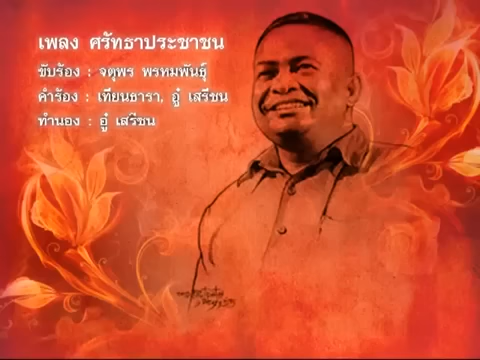 เพลง ศรัทธาประชาชน
ขับร้อง : จตุพร พรหมพันธุ์
คำร้อง : เทียนธารา, อู๋ เสรีชน
ทำนอง : อู๋ เสรีชน